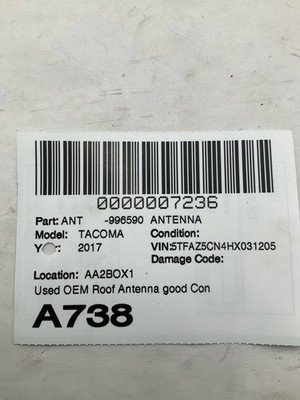 0000007236
Part: ANT -996590 ANTENNA
Model: TACOMA
2017 VIN:5TFAZ5CN4HX031205
Damage Code:
Location: AA2BOX1
Used OEM Roof Antenna good Con
A738